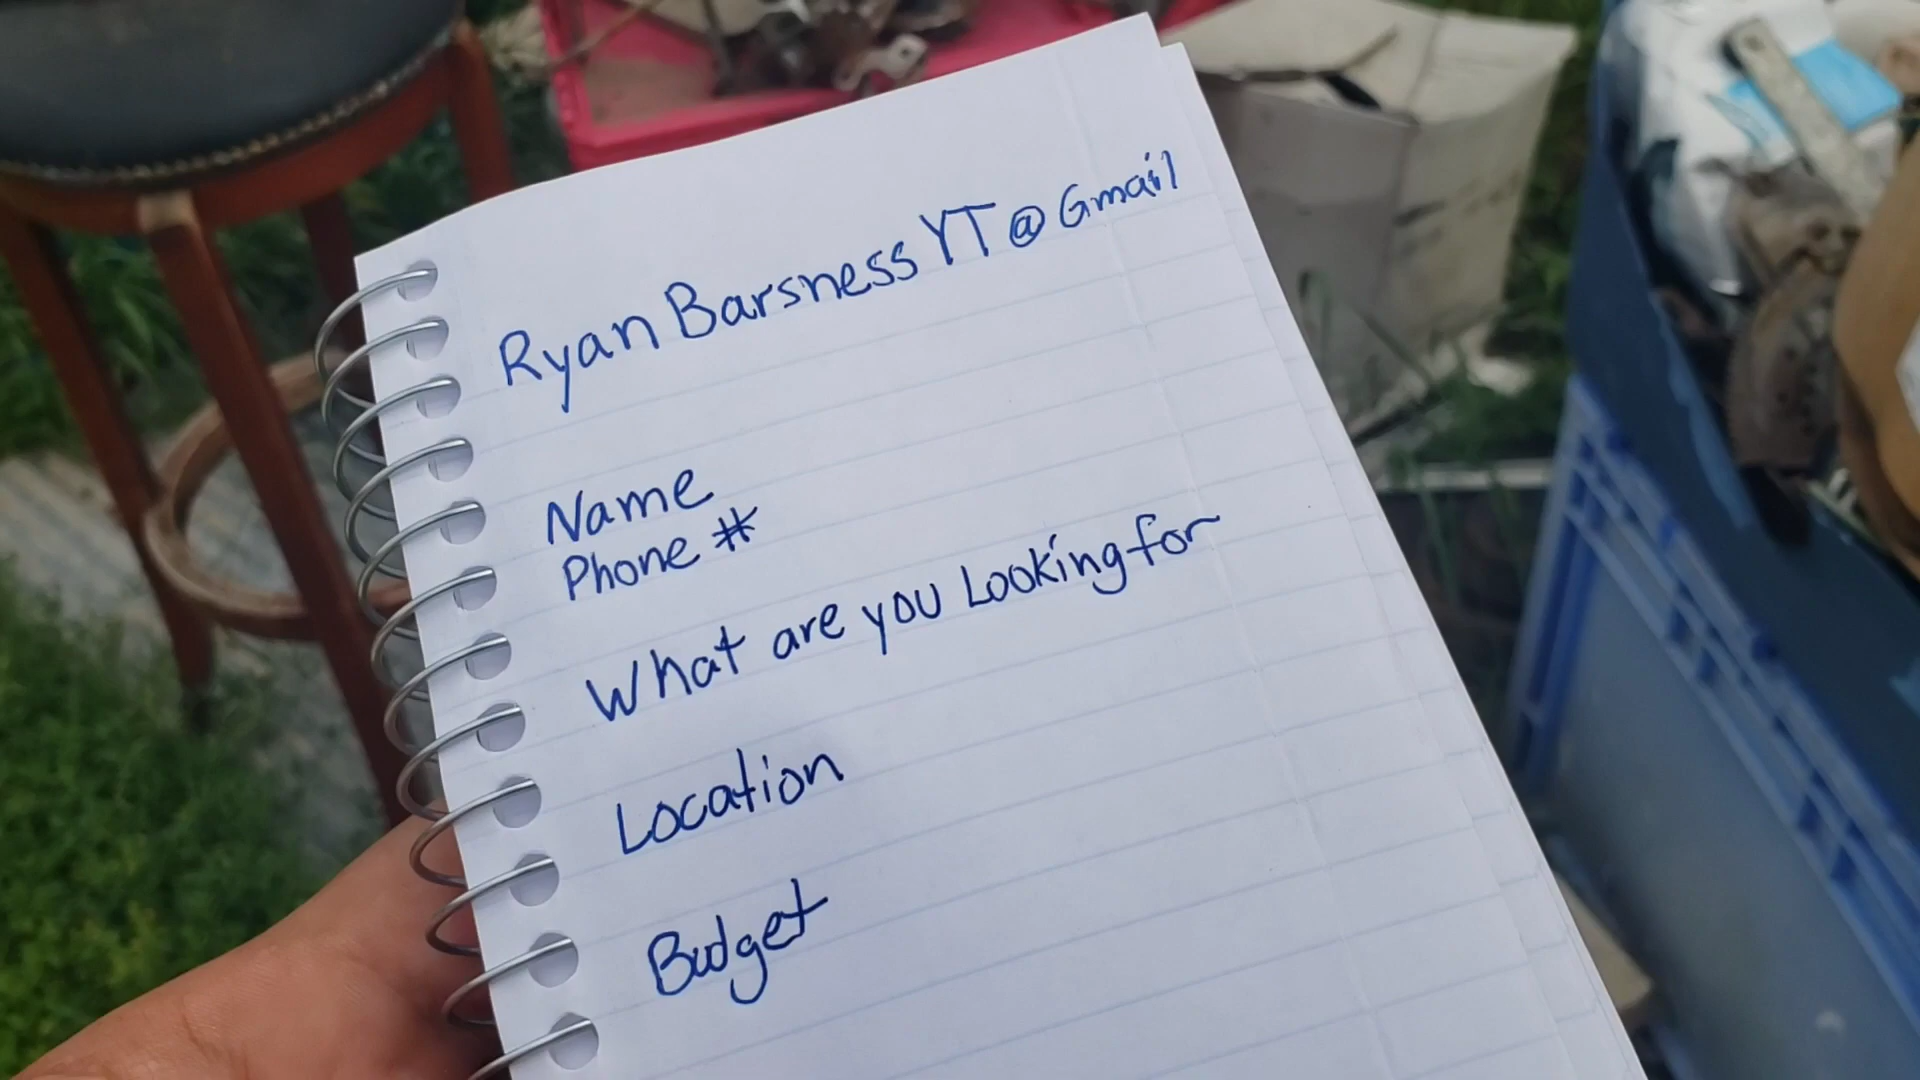 Ryan Barsness YT @ Gmail
Name
Phone #
What are you Looking for
Location
Budget